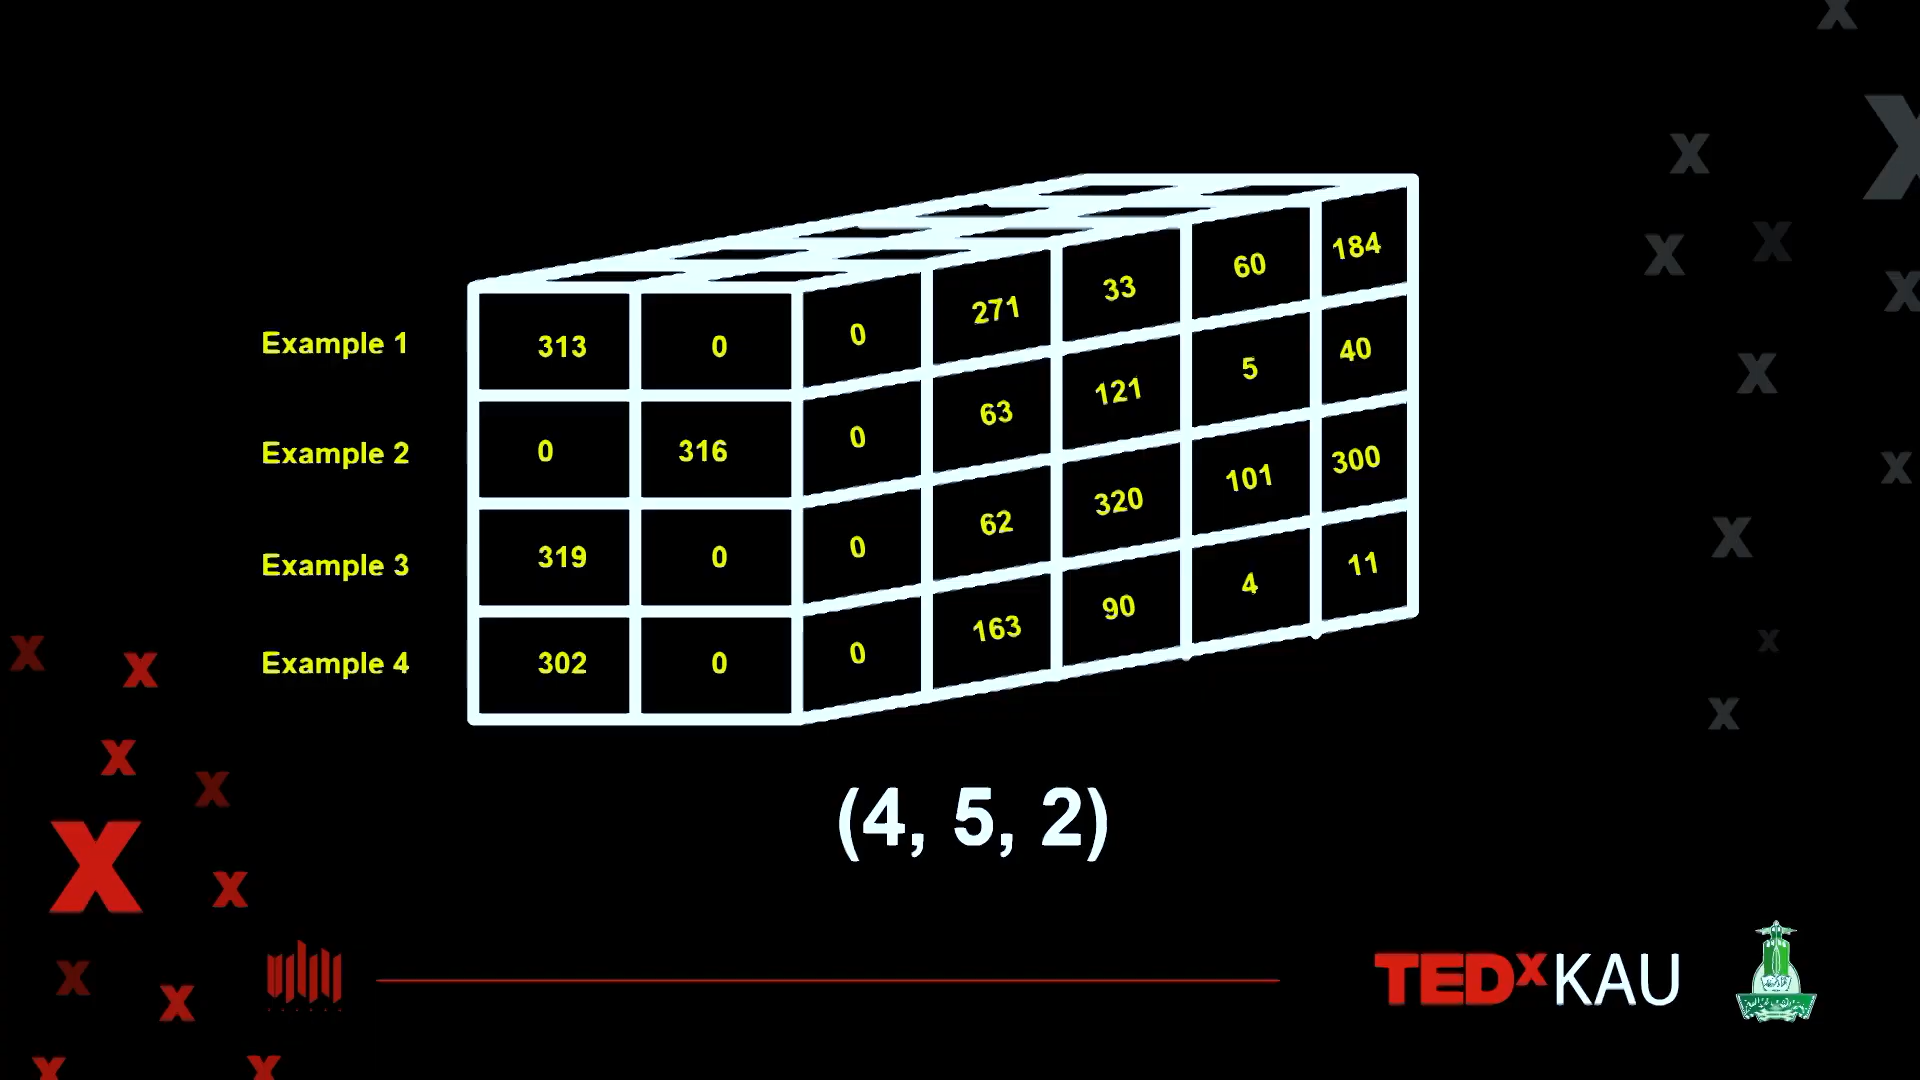 Example 1 313 0 0 271 33 60 184
Example 2 0 316 0 63 121 5 40
Example 3 319 0 0 62 320 101 300
Example 4 302 0 0 163 90 4 11
(4, 5, 2)
TEDxKAU